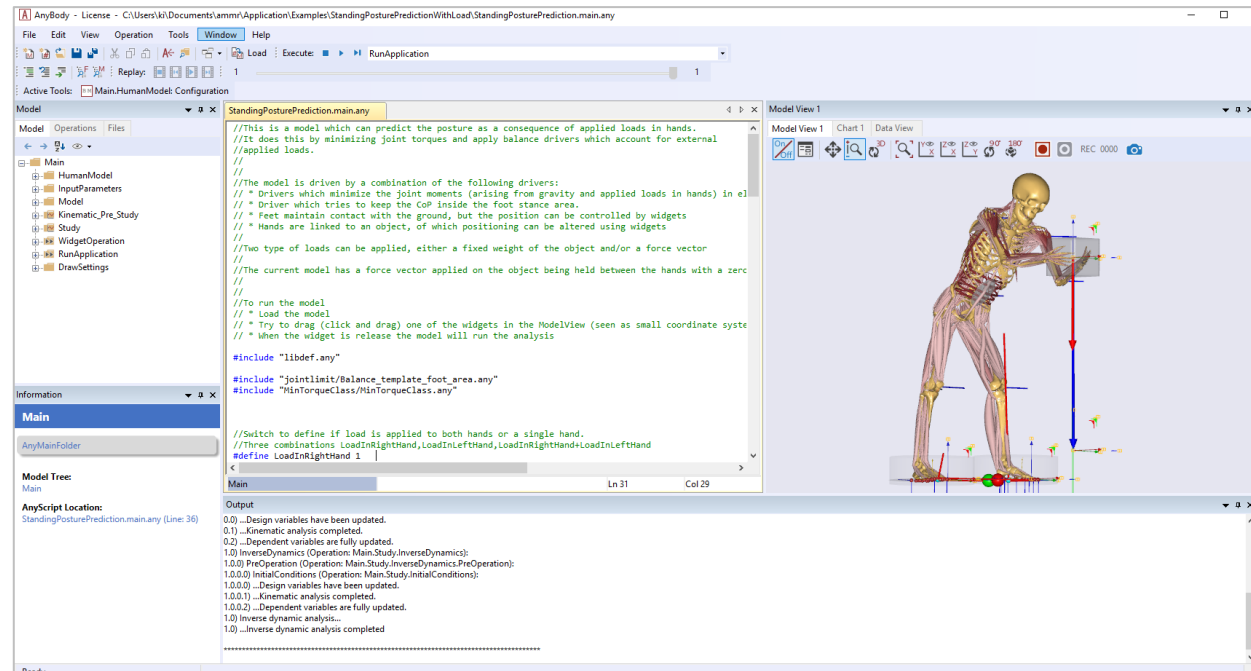 AnyBody - License - C:\Users\ki\Documents\ammr\Application\Examples\StandingPosturePredictionWithLoad\StandingPosturePrediction.main.any
File Edit View Operation Tools Window Help
Load Execute: RunApplication
Replay: 1 1
Active Tools: Main.HumanModel: Configuration
Model
Model Operations Files
Main
HumanModel
InputParameters
Model
Kinematic_Pre_Study
Study
WidgetOperation
RunApplication
DrawSettings
Information
Main
AnyMainFolder
Model Tree:
Main
AnyScript Location:
StandingPosturePrediction.main.any (Line: 36)
StandingPosturePrediction.main.any
//This is a model which can predict the posture as a consequence of applied loads in hands.
//It does this by minimizing joint torques and apply balance drivers which account for external
//applied loads.
//
//
//The model is driven by a combination of the following drivers:
// * Drivers which minimize the joint moments (arising from gravity and applied loads in hands) in el
// * Driver which tries to keep the CoP inside the foot stance area.
// * Feet maintain contact with the ground, but the position can be controlled by widgets
// * Hands are linked to an object, of which positioning can be altered using widgets
//
//Two type of loads can be applied, either a fixed weight of the object and/or a force vector
//
//The current model has a force vector applied on the object being held between the hands with a zerc
//
//
//To run the model
// * Load the model
// * Try to drag (click and drag) one of the widgets in the ModelView (seen as small coordinate syste
// * When the widget is release the model will run the analysis
#include "libdef.any"
#include "jointlimit/Balance_template_foot_area.any"
#include "MinTorqueClass/MinTorqueClass.any"
//Switch to define if load is applied to both hands or a single hand.
//Three combinations LoadInRightHand,LoadInLeftHand,LoadInRightHand+LoadInLeftHand
#define LoadInRightHand 1
Main Ln 31 Col 29
Model View 1
Model View 1 Chart 1 Data View
On/Off 3D Y X Z X Z Y 90° 180° REC 0000
Output
0.0) ...Design variables have been updated.
0.1) ...Kinematic analysis completed.
0.2) ...Dependent variables are fully updated.
1.0) InverseDynamics (Operation: Main.Study.InverseDynamics):
1.0.0) PreOperation (Operation: Main.Study.InverseDynamics.PreOperation):
1.0.0.0) InitialConditions (Operation: Main.Study.InitialConditions):
1.0.0.0) ...Design variables have been updated.
1.0.0.1) ...Kinematic analysis completed.
1.0.0.2) ...Dependent variables are fully updated.
1.0) Inverse dynamic analysis...
1.0) ...Inverse dynamic analysis completed